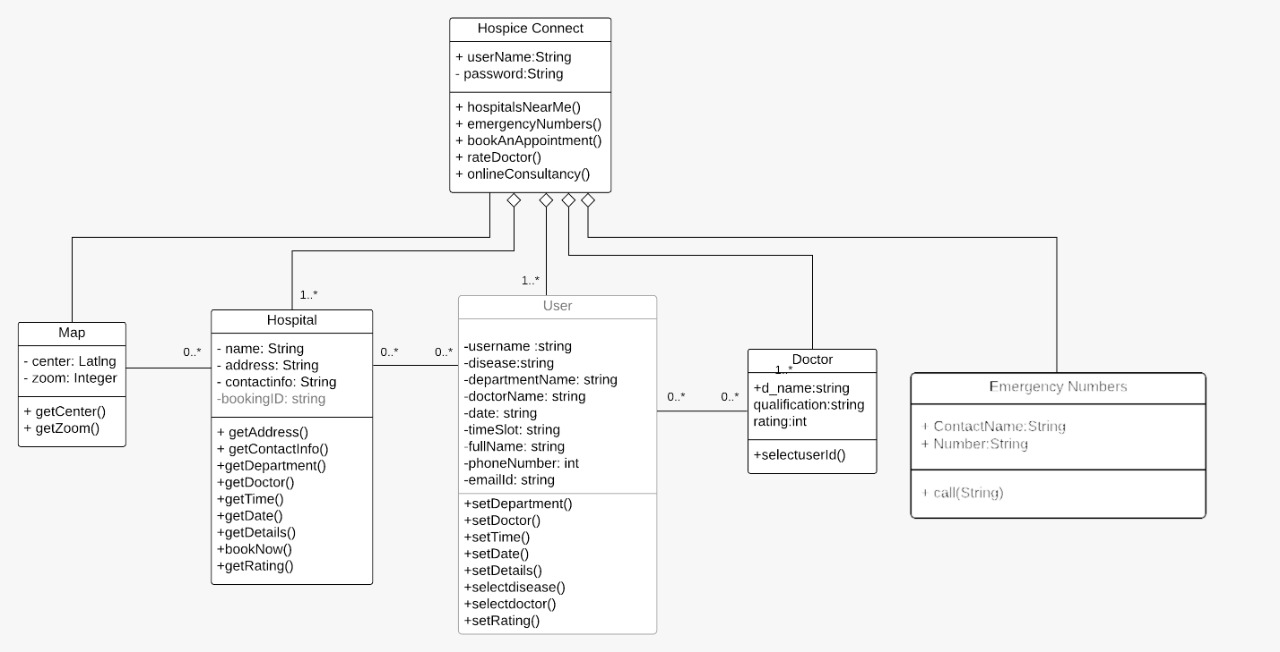 Hospice Connect
+ userName:String
- password:String
+ hospitalsNearMe()
+ emergencyNumbers()
+ bookAnAppointment()
+ rateDoctor()
+ onlineConsultancy()
Map
- center: Latlng
- zoom: Integer
+ getCenter()
+ getZoom()
0..*
1..*
Hospital
- name: String
- address: String
- contactinfo: String
-bookingID: string
+ getAddress()
+ getContactInfo()
+getDepartment()
+getDoctor()
+getTime()
+getDate()
+getDetails()
+bookNow()
+getRating()
0..*
0..*
1..*
User
-username :string
-disease:string
-departmentName: string
-doctorName: string
-date: string
-timeSlot: string
-fullName: string
-phoneNumber: int
-emailId: string
+setDepartment()
+setDoctor()
+setTime()
+setDate()
+setDetails()
+selectdisease()
+selectdoctor()
+setRating()
0..*
0..*
Doctor
1..*
+d_name:string
qualification:string
rating:int
+selectuserId()
Emergency Numbers
+ ContactName:String
+ Number:String
+ call(String)